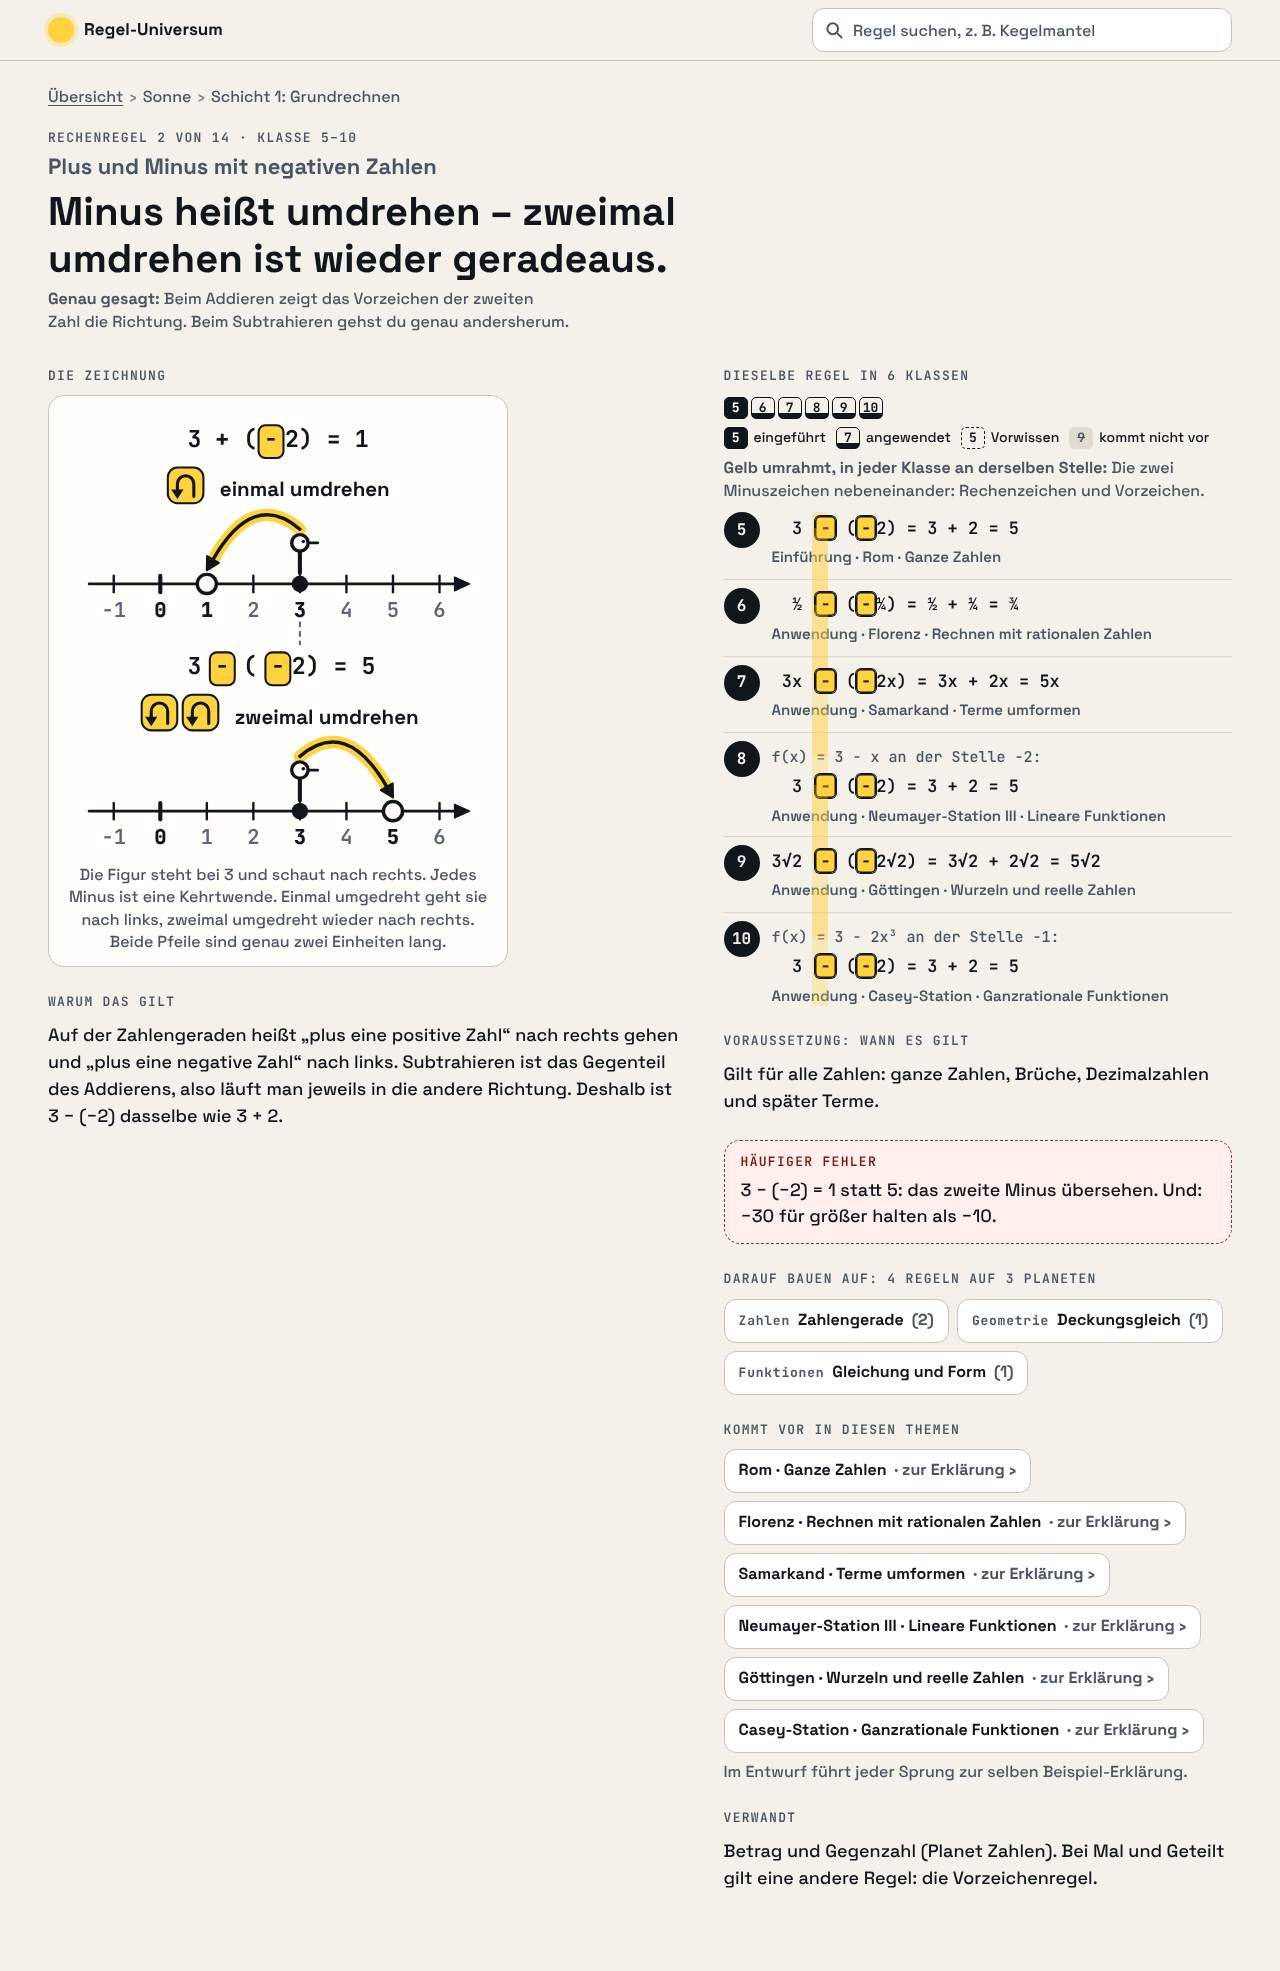 Regel-Universum
Regel suchen, z. B. Kegelmantel
Übersicht > Sonne > Schicht 1: Grundrechnen
RECHENREGEL 2 VON 14 · KLASSE 5–10
Plus und Minus mit negativen Zahlen
Minus heißt umdrehen – zweimal
umdrehen ist wieder geradeaus.
Genau gesagt: Beim Addieren zeigt das Vorzeichen der zweiten
Zahl die Richtung. Beim Subtrahieren gehst du genau andersherum.
DIE ZEICHNUNG
3 + (-2) = 1
einmal umdrehen
-1 0 1 2 3 4 5 6
3 - ( -2) = 5
zweimal umdrehen
-1 0 1 2 3 4 5 6
Die Figur steht bei 3 und schaut nach rechts. Jedes
Minus ist eine Kehrtwende. Einmal umgedreht geht sie
nach links, zweimal umgedreht wieder nach rechts.
Beide Pfeile sind genau zwei Einheiten lang.
WARUM DAS GILT
Auf der Zahlengeraden heißt „plus eine positive Zahl“ nach rechts gehen
und „plus eine negative Zahl“ nach links. Subtrahieren ist das Gegenteil
des Addierens, also läuft man jeweils in die andere Richtung. Deshalb ist
3 − (−2) dasselbe wie 3 + 2.
DIESELBE REGEL IN 6 KLASSEN
5 6 7 8 9 10
5 eingeführt 7 angewendet 5 Vorwissen 9 kommt nicht vor
Gelb umrahmt, in jeder Klasse an derselben Stelle: Die zwei
Minuszeichen nebeneinander: Rechenzeichen und Vorzeichen.
5 3 - (-2) = 3 + 2 = 5
Einführung · Rom · Ganze Zahlen
6 ½ - (-¼) = ½ + ¼ = ¾
Anwendung · Florenz · Rechnen mit rationalen Zahlen
7 3x - (-2x) = 3x + 2x = 5x
Anwendung · Samarkand · Terme umformen
8 f(x) = 3 - x an der Stelle -2:
3 - (-2) = 3 + 2 = 5
Anwendung · Neumayer-Station III · Lineare Funktionen
9 3√2 - (-2√2) = 3√2 + 2√2 = 5√2
Anwendung · Göttingen · Wurzeln und reelle Zahlen
10 f(x) = 3 - 2x³ an der Stelle -1:
3 - (-2) = 3 + 2 = 5
Anwendung · Casey-Station · Ganzrationale Funktionen
VORAUSSETZUNG: WANN ES GILT
Gilt für alle Zahlen: ganze Zahlen, Brüche, Dezimalzahlen
und später Terme.
HÄUFIGER FEHLER
3 − (−2) = 1 statt 5: das zweite Minus übersehen. Und:
−30 für größer halten als −10.
DARAUF BAUEN AUF: 4 REGELN AUF 3 PLANETEN
Zahlen Zahlengerade (2) Geometrie Deckungsgleich (1)
Funktionen Gleichung und Form (1)
KOMMT VOR IN DIESEN THEMEN
Rom · Ganze Zahlen · zur Erklärung >
Florenz · Rechnen mit rationalen Zahlen · zur Erklärung >
Samarkand · Terme umformen · zur Erklärung >
Neumayer-Station III · Lineare Funktionen · zur Erklärung >
Göttingen · Wurzeln und reelle Zahlen · zur Erklärung >
Casey-Station · Ganzrationale Funktionen · zur Erklärung >
Im Entwurf führt jeder Sprung zur selben Beispiel-Erklärung.
VERWANDT
Betrag und Gegenzahl (Planet Zahlen). Bei Mal und Geteilt
gilt eine andere Regel: die Vorzeichenregel.